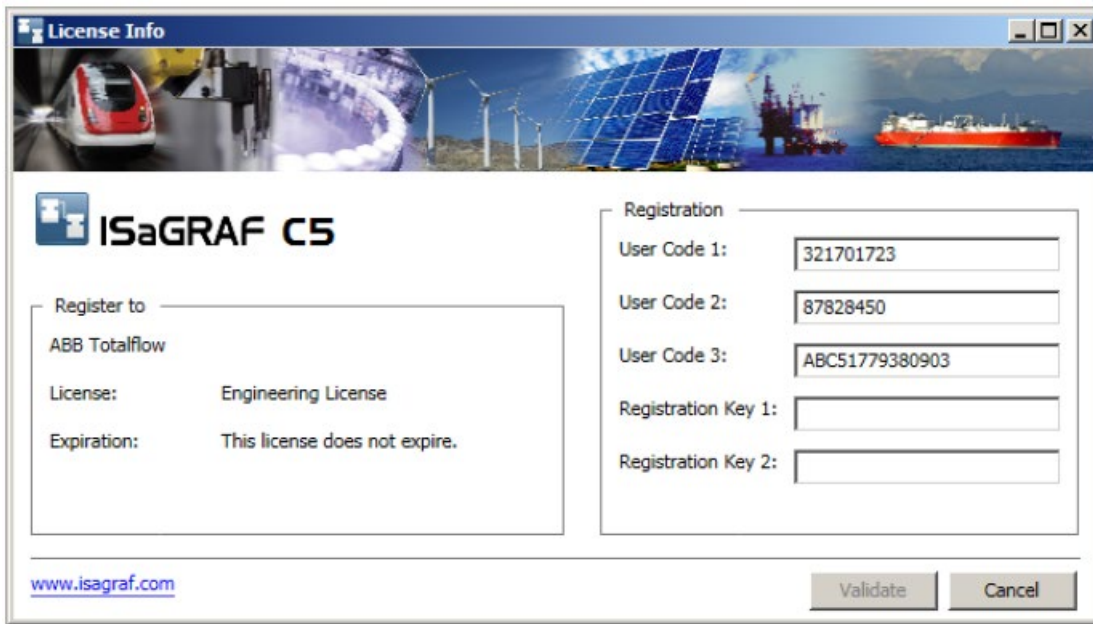 License Info
ISaGRAF C5
Register to
ABB Totalflow
License: Engineering License
Expiration: This license does not expire.
Registration
User Code 1: 321701723
User Code 2: 87828450
User Code 3: ABC51779380903
Registration Key 1:
Registration Key 2:
www.isagraf.com
Validate Cancel